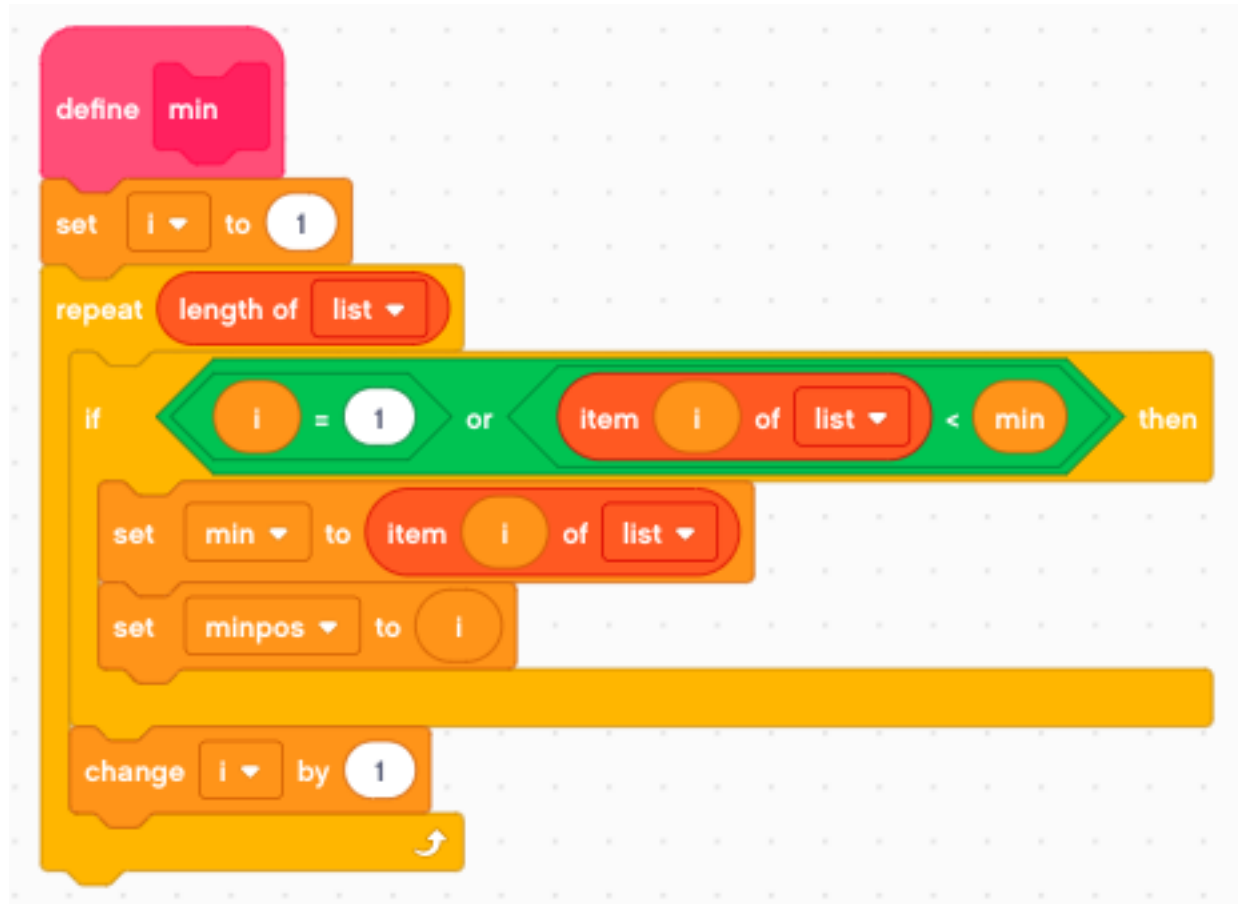 define min
set i to 1
repeat length of list
if i = 1 or item i of list < min then
set min to item i of list
set minpos to i
change i by 1